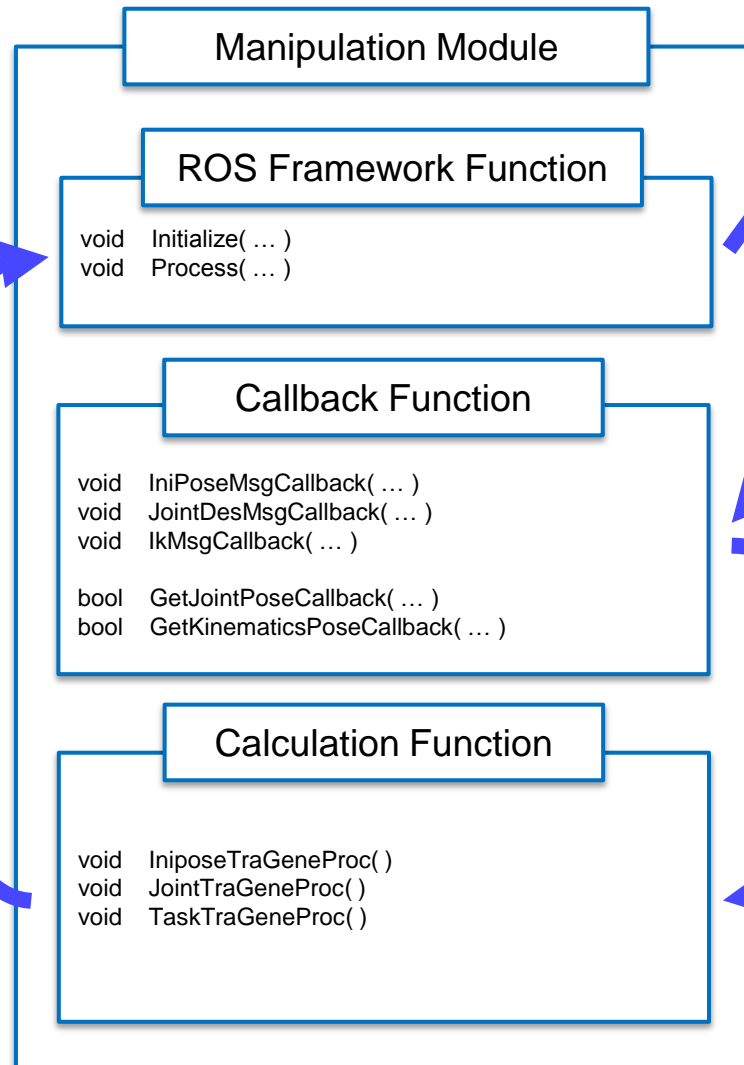 Manipulation Module
ROS Framework Function
void Initialize( … )
void Process( … )
Callback Function
void IniPoseMsgCallback( … )
void JointDesMsgCallback( … )
void IkMsgCallback( … )
bool GetJointPoseCallback( … )
bool GetKinematicsPoseCallback( … )
Calculation Function
void IniposeTraGeneProc( )
void JointTraGeneProc( )
void TaskTraGeneProc( )